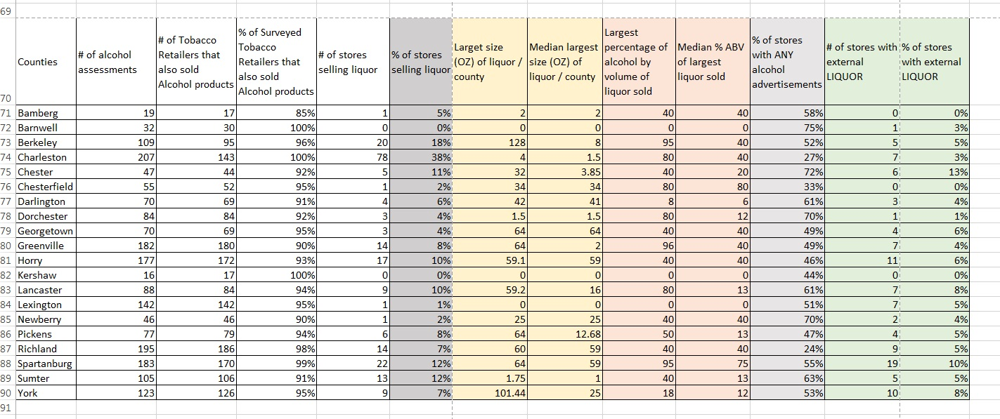 69
70 Counties # of alcohol assessments # of Tobacco Retailers that also sold Alcohol products % of Surveyed Tobacco Retailers that also sold Alcohol products # of stores selling liquor % of stores selling liquor Larget size (OZ) of liquor / county Median largest size (OZ) of liquor / county Largest percentage of alcohol by volume of liquor sold Median % ABV of largest liquor sold % of stores with ANY alcohol advertisements # of stores with external LIQUOR % of stores with external LIQUOR
71 Bamberg 19 17 85% 1 5% 2 2 40 40 58% 0 0%
72 Barnwell 32 30 100% 0 0% 0 0 0 0 75% 1 3%
73 Berkeley 109 95 96% 20 18% 128 8 95 40 52% 5 5%
74 Charleston 207 143 100% 78 38% 4 1.5 80 40 27% 7 3%
75 Chester 47 44 92% 5 11% 32 3.85 40 20 72% 6 13%
76 Chesterfield 55 52 95% 1 2% 34 34 80 80 33% 0 0%
77 Darlington 70 69 91% 4 6% 42 41 8 6 61% 3 4%
78 Dorchester 84 84 92% 3 4% 1.5 1.5 80 12 70% 1 1%
79 Georgetown 70 69 95% 3 4% 64 64 40 40 49% 4 6%
80 Greenville 182 180 90% 14 8% 64 2 96 40 49% 7 4%
81 Horry 177 172 93% 17 10% 59.1 59 40 40 46% 11 6%
82 Kershaw 16 17 100% 0 0% 0 0 0 0 44% 0 0%
83 Lancaster 88 84 94% 9 10% 59.2 16 80 13 61% 7 8%
84 Lexington 142 142 95% 1 1% 0 0 0 0 51% 7 5%
85 Newberry 46 46 90% 1 2% 25 25 40 40 70% 2 4%
86 Pickens 77 79 94% 6 8% 64 12.68 50 13 47% 4 5%
87 Richland 195 186 98% 14 7% 60 59 40 40 24% 9 5%
88 Spartanburg 183 170 99% 22 12% 64 59 95 75 55% 19 10%
89 Sumter 105 106 91% 13 12% 1.75 1 40 13 63% 5 5%
90 York 123 126 95% 9 7% 101.44 25 18 12 53% 10 8%
91